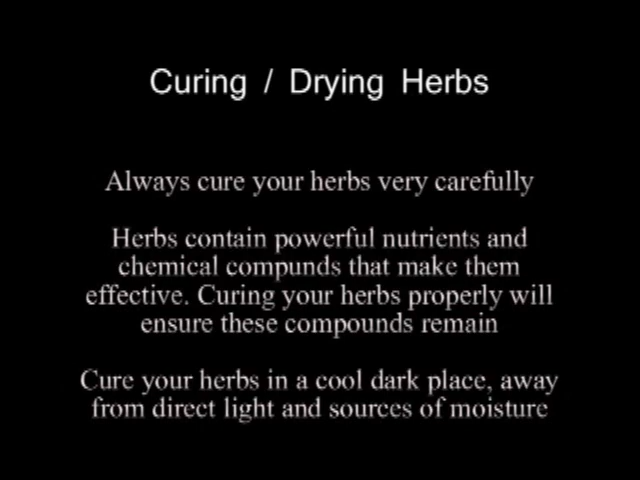 Curing / Drying Herbs
Always cure your herbs very carefully
Herbs contain powerful nutrients and
chemical compunds that make them
effective. Curing your herbs properly will
ensure these compounds remain
Cure your herbs in a cool dark place, away
from direct light and sources of moisture